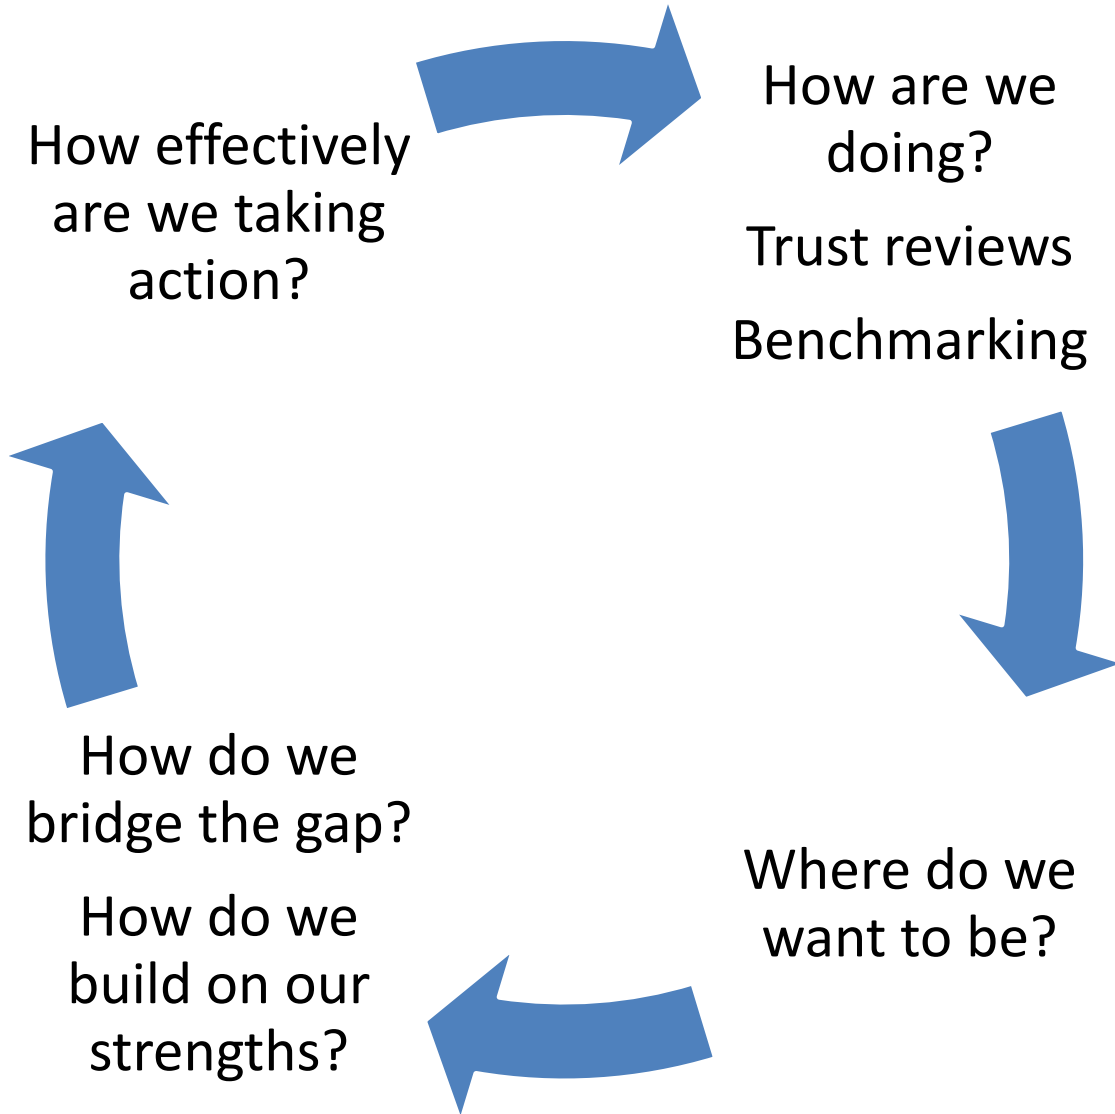 How effectively
are we taking
action?
How are we
doing?
Trust reviews
Benchmarking
Where do we
want to be?
How do we
bridge the gap?
How do we
build on our
strengths?